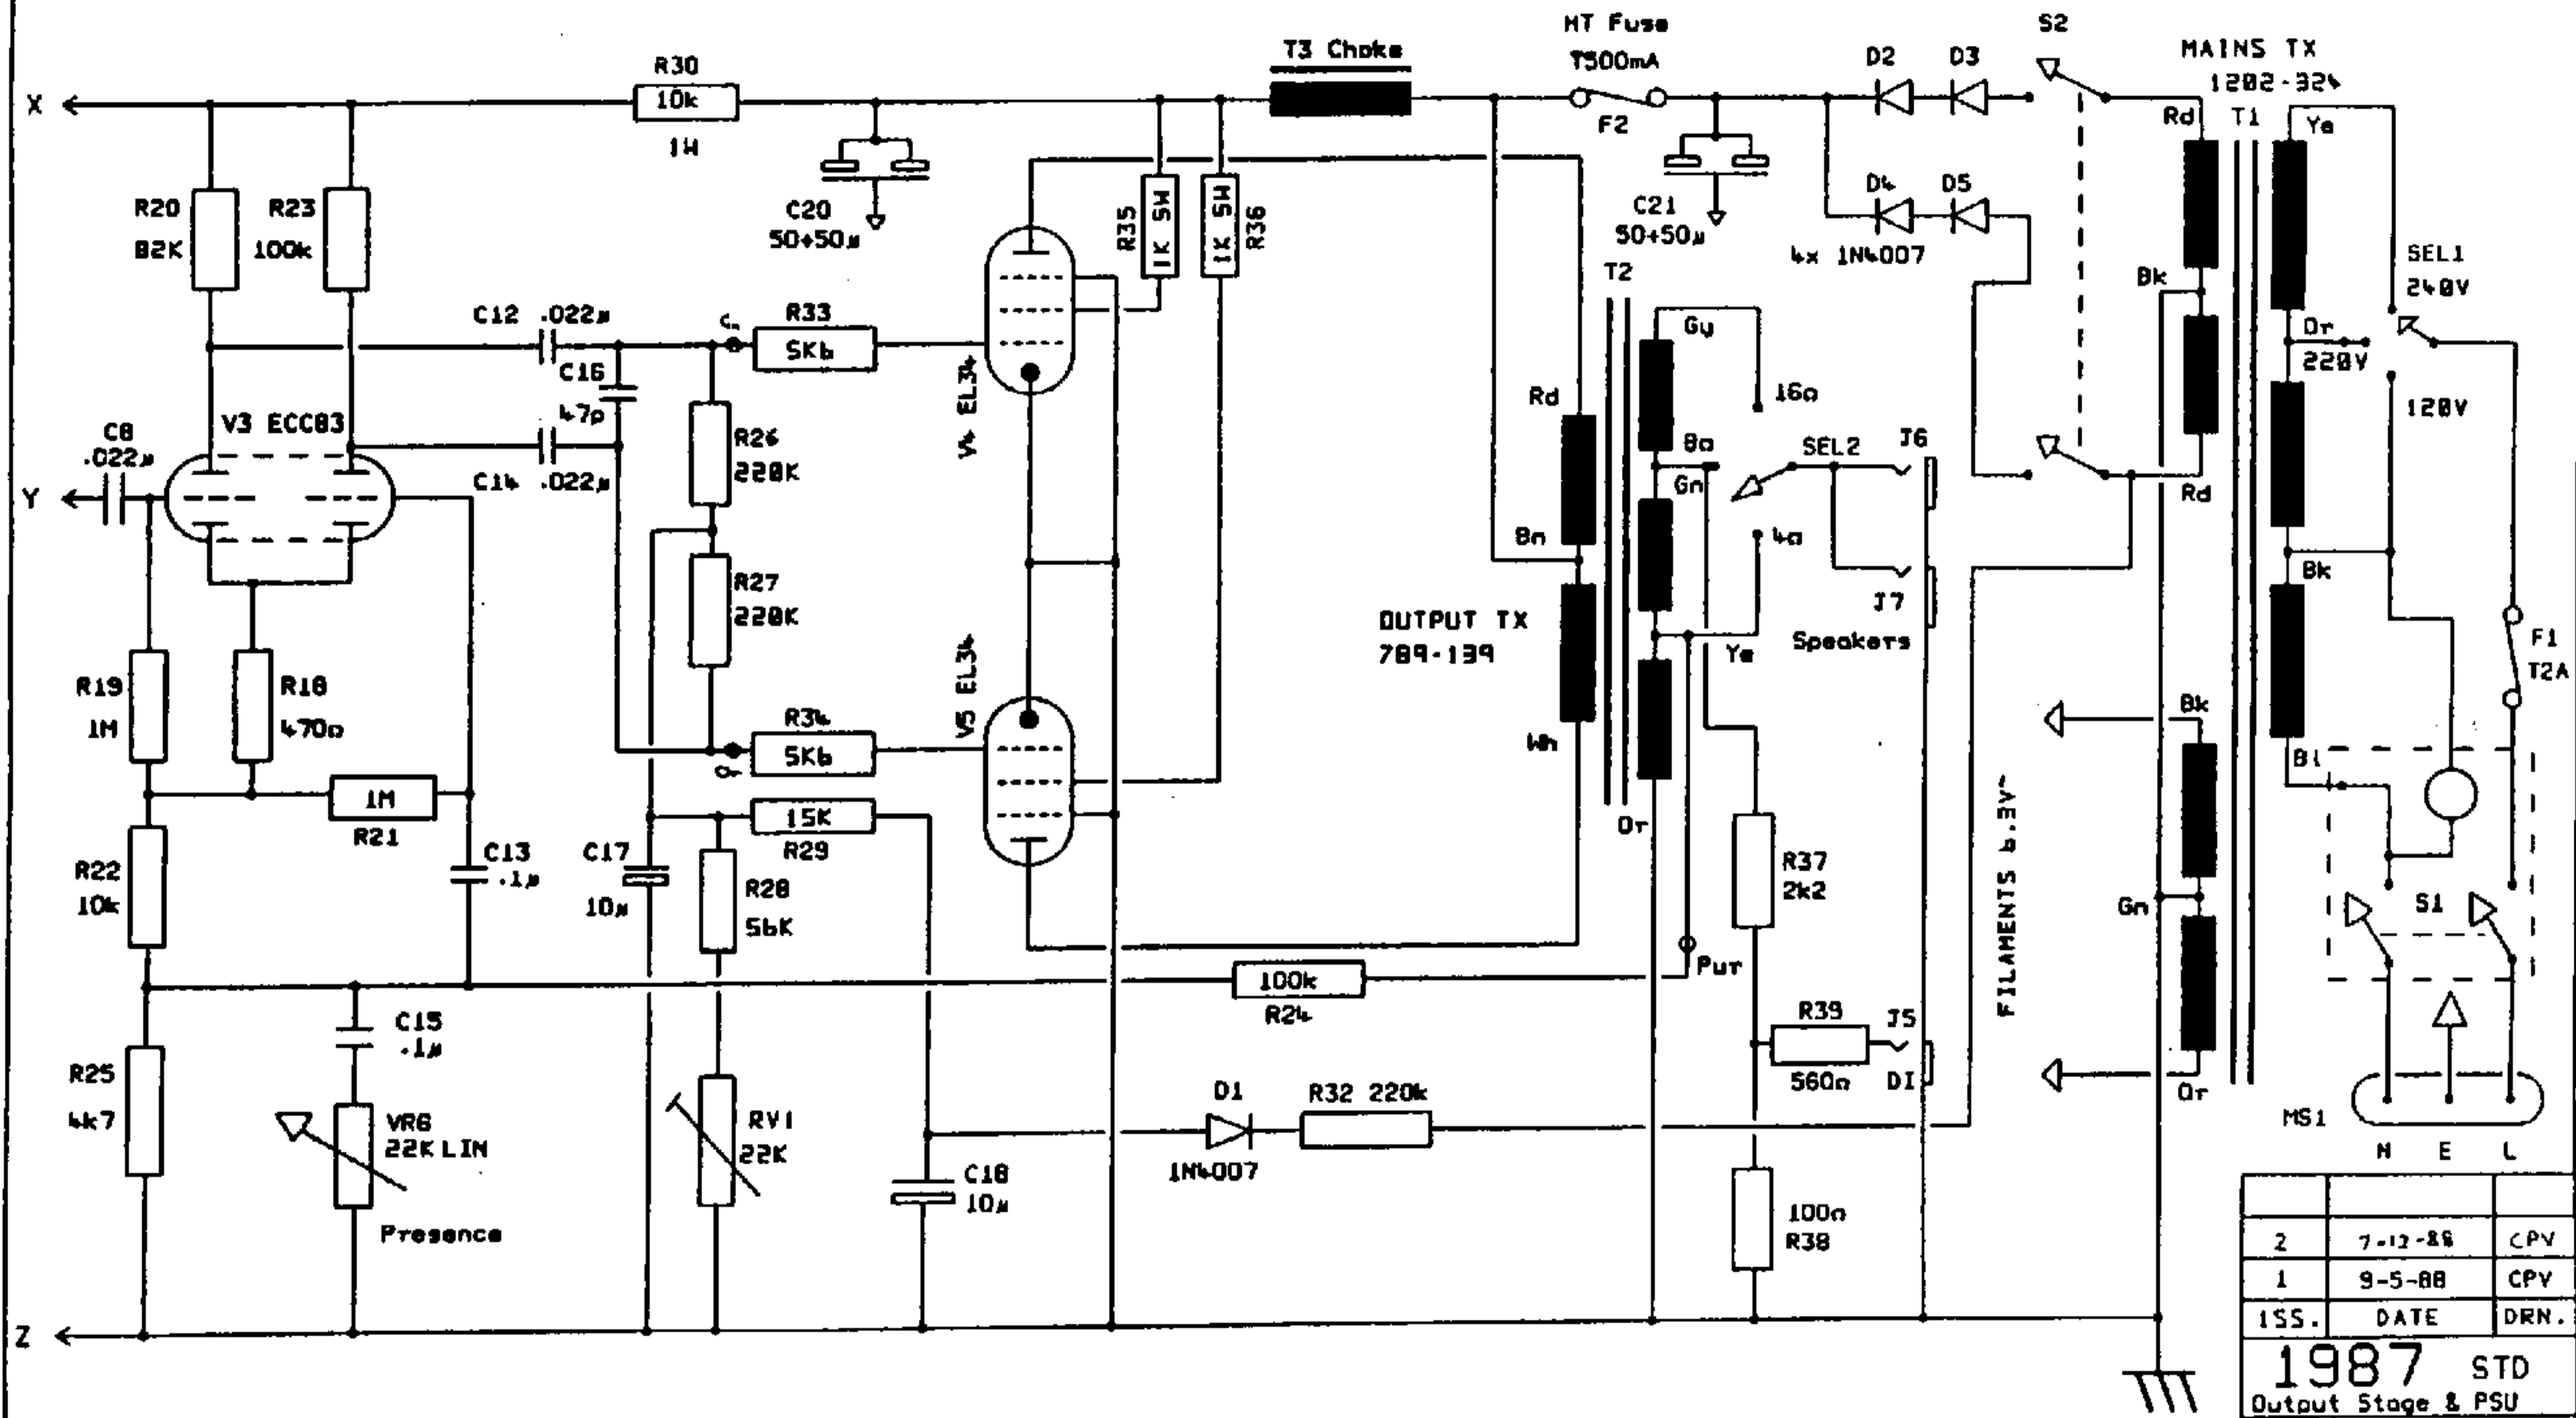 HT Fuse
T500mA
F2
S2
MAINS TX
1202-324
T1
T3 Choke
R30
10k
1W
D2
D3
D4
D5
4x 1N4007
X
Rd
Ye
R20
82K
R23
100k
C20
50+50µ
R35
1K 5W
1K 5W
R36
C21
50+50µ
T2
Bk
SEL1
240V
Or
220V
120V
C12 .022µ
R33
5K6
C16
47p
V4 EL34
Gy
16Ω
Rd
8Ω
Gn
SEL2
J6
V3 ECC83
C8
.022µ
Y
C14 .022µ
R26
220K
Rd
Bn
4Ω
R27
220K
J7
Speakers
Bk
OUTPUT TX
789-139
Ye
F1
T2A
R19
1M
R18
470Ω
V5 EL34
R34
5K6
Or
Wh
Bk
1M
R21
15K
R29
Or
R37
2k2
FILAMENTS 6.3V~
R22
10k
C13
.1µ
C17
10µ
R28
56K
Gn
S1
Pur
100k
R24
C15
.1µ
R39
560Ω
J5
DI
R25
4k7
VR6
22K LIN
Presence
RV1
22K
D1
1N4007
R32 220k
C18
10µ
Or
MS1
N E L
100Ω
R38
Z
2 CPV
1 9-5-88 CPV
ISS. DATE DRN.
1987 STD
Output Stage & PSU